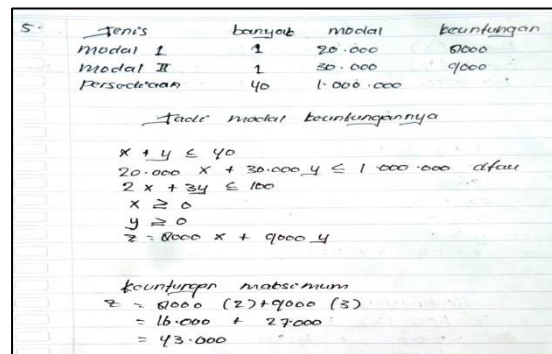 5. Jenis banyak modal keuntungan
modal I 1 20.000 8000
modal II 1 30.000 9000
persediaan 40 1.000.000
Jadi modal keuntungannya
x + y ≤ 40
20.000 x + 30.000 y ≤ 1.000.000 atau
2x + 3y ≤ 100
x ≥ 0
y ≥ 0
z = 8000 x + 9000 y
keuntungan maksimum
z = 8000 (2) + 9000 (3)
= 16.000 + 27.000
= 43.000